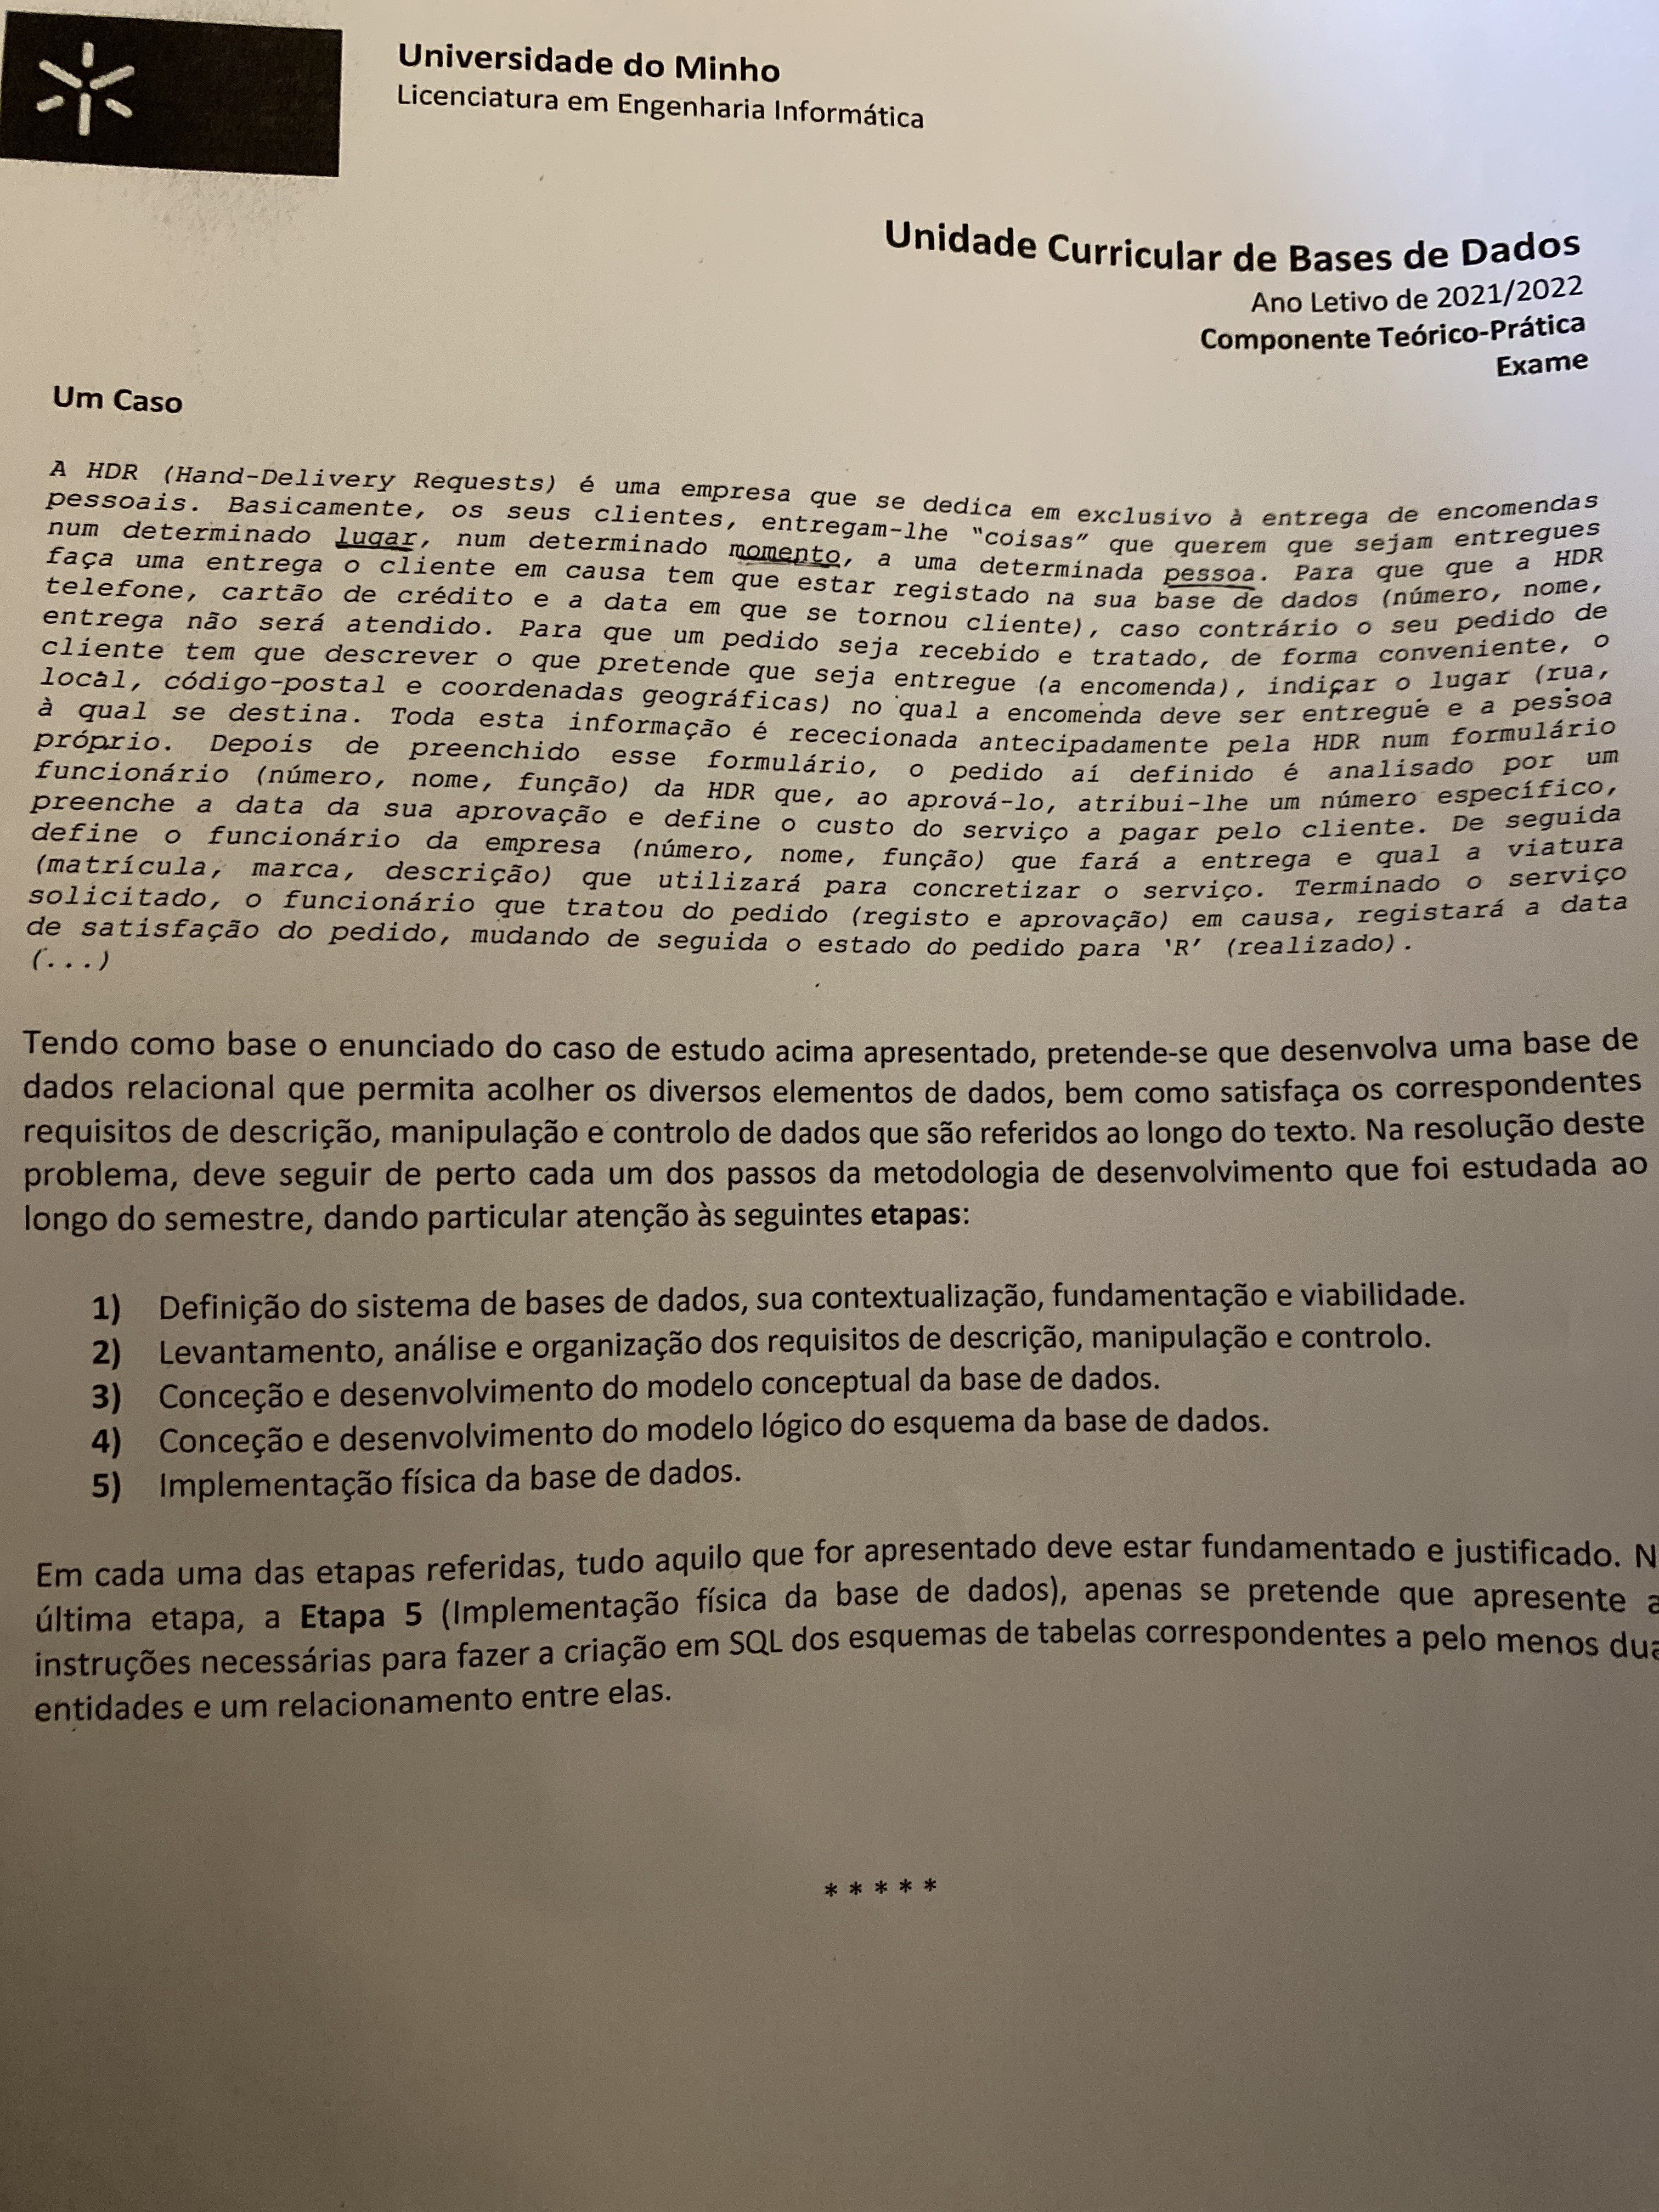 Universidade do Minho
Licenciatura em Engenharia Informática
Unidade Curricular de Bases de Dados
Ano Letivo de 2021/2022
Componente Teórico-Prática
Exame
Um Caso
A HDR (Hand-Delivery Requests) é uma empresa que se dedica em exclusivo à entrega de encomendas
pessoais. Basicamente, os seus clientes, entregam-lhe “coisas” que querem que sejam entregues
num determinado lugar, num determinado momento, a uma determinada pessoa. Para que que a HDR
faça uma entrega o cliente em causa tem que estar registado na sua base de dados (número, nome,
telefone, cartão de crédito e a data em que se tornou cliente), caso contrário o seu pedido de
entrega não será atendido. Para que um pedido seja recebido e tratado, de forma conveniente, o
cliente tem que descrever o que pretende que seja entregue (a encomenda), indicar o lugar (rua,
local, código-postal e coordenadas geográficas) no qual a encomenda deve ser entregue e a pessoa
à qual se destina. Toda esta informação é rececionada antecipadamente pela HDR num formulário
próprio. Depois de preenchido esse formulário, o pedido aí definido é analisado por um
funcionário (número, nome, função) da HDR que, ao aprová-lo, atribui-lhe um número específico,
preenche a data da sua aprovação e define o custo do serviço a pagar pelo cliente. De seguida
define o funcionário da empresa (número, nome, função) que fará a entrega e qual a viatura
(matrícula, marca, descrição) que utilizará para concretizar o serviço. Terminado o serviço
solicitado, o funcionário que tratou do pedido (registo e aprovação) em causa, registará a data
de satisfação do pedido, mudando de seguida o estado do pedido para ‘R’ (realizado).
(...)
Tendo como base o enunciado do caso de estudo acima apresentado, pretende-se que desenvolva uma base de
dados relacional que permita acolher os diversos elementos de dados, bem como satisfaça os correspondentes
requisitos de descrição, manipulação e controlo de dados que são referidos ao longo do texto. Na resolução deste
problema, deve seguir de perto cada um dos passos da metodologia de desenvolvimento que foi estudada ao
longo do semestre, dando particular atenção às seguintes etapas:
1) Definição do sistema de bases de dados, sua contextualização, fundamentação e viabilidade.
2) Levantamento, análise e organização dos requisitos de descrição, manipulação e controlo.
3) Conceção e desenvolvimento do modelo conceptual da base de dados.
4) Conceção e desenvolvimento do modelo lógico do esquema da base de dados.
5) Implementação física da base de dados.
Em cada uma das etapas referidas, tudo aquilo que for apresentado deve estar fundamentado e justificado. N
última etapa, a Etapa 5 (Implementação física da base de dados), apenas se pretende que apresente a
instruções necessárias para fazer a criação em SQL dos esquemas de tabelas correspondentes a pelo menos dua
entidades e um relacionamento entre elas.
* * * * *